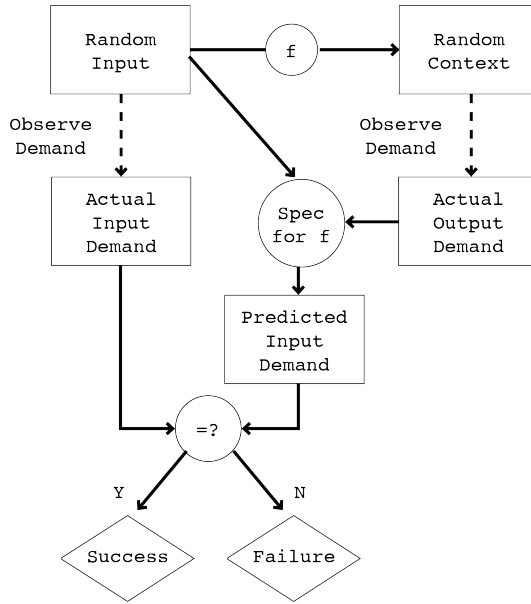 Random
Input
f
Random
Context
Observe
Demand
Observe
Demand
Actual
Input
Demand
Spec
for f
Actual
Output
Demand
Predicted
Input
Demand
=?
Y
N
Success
Failure